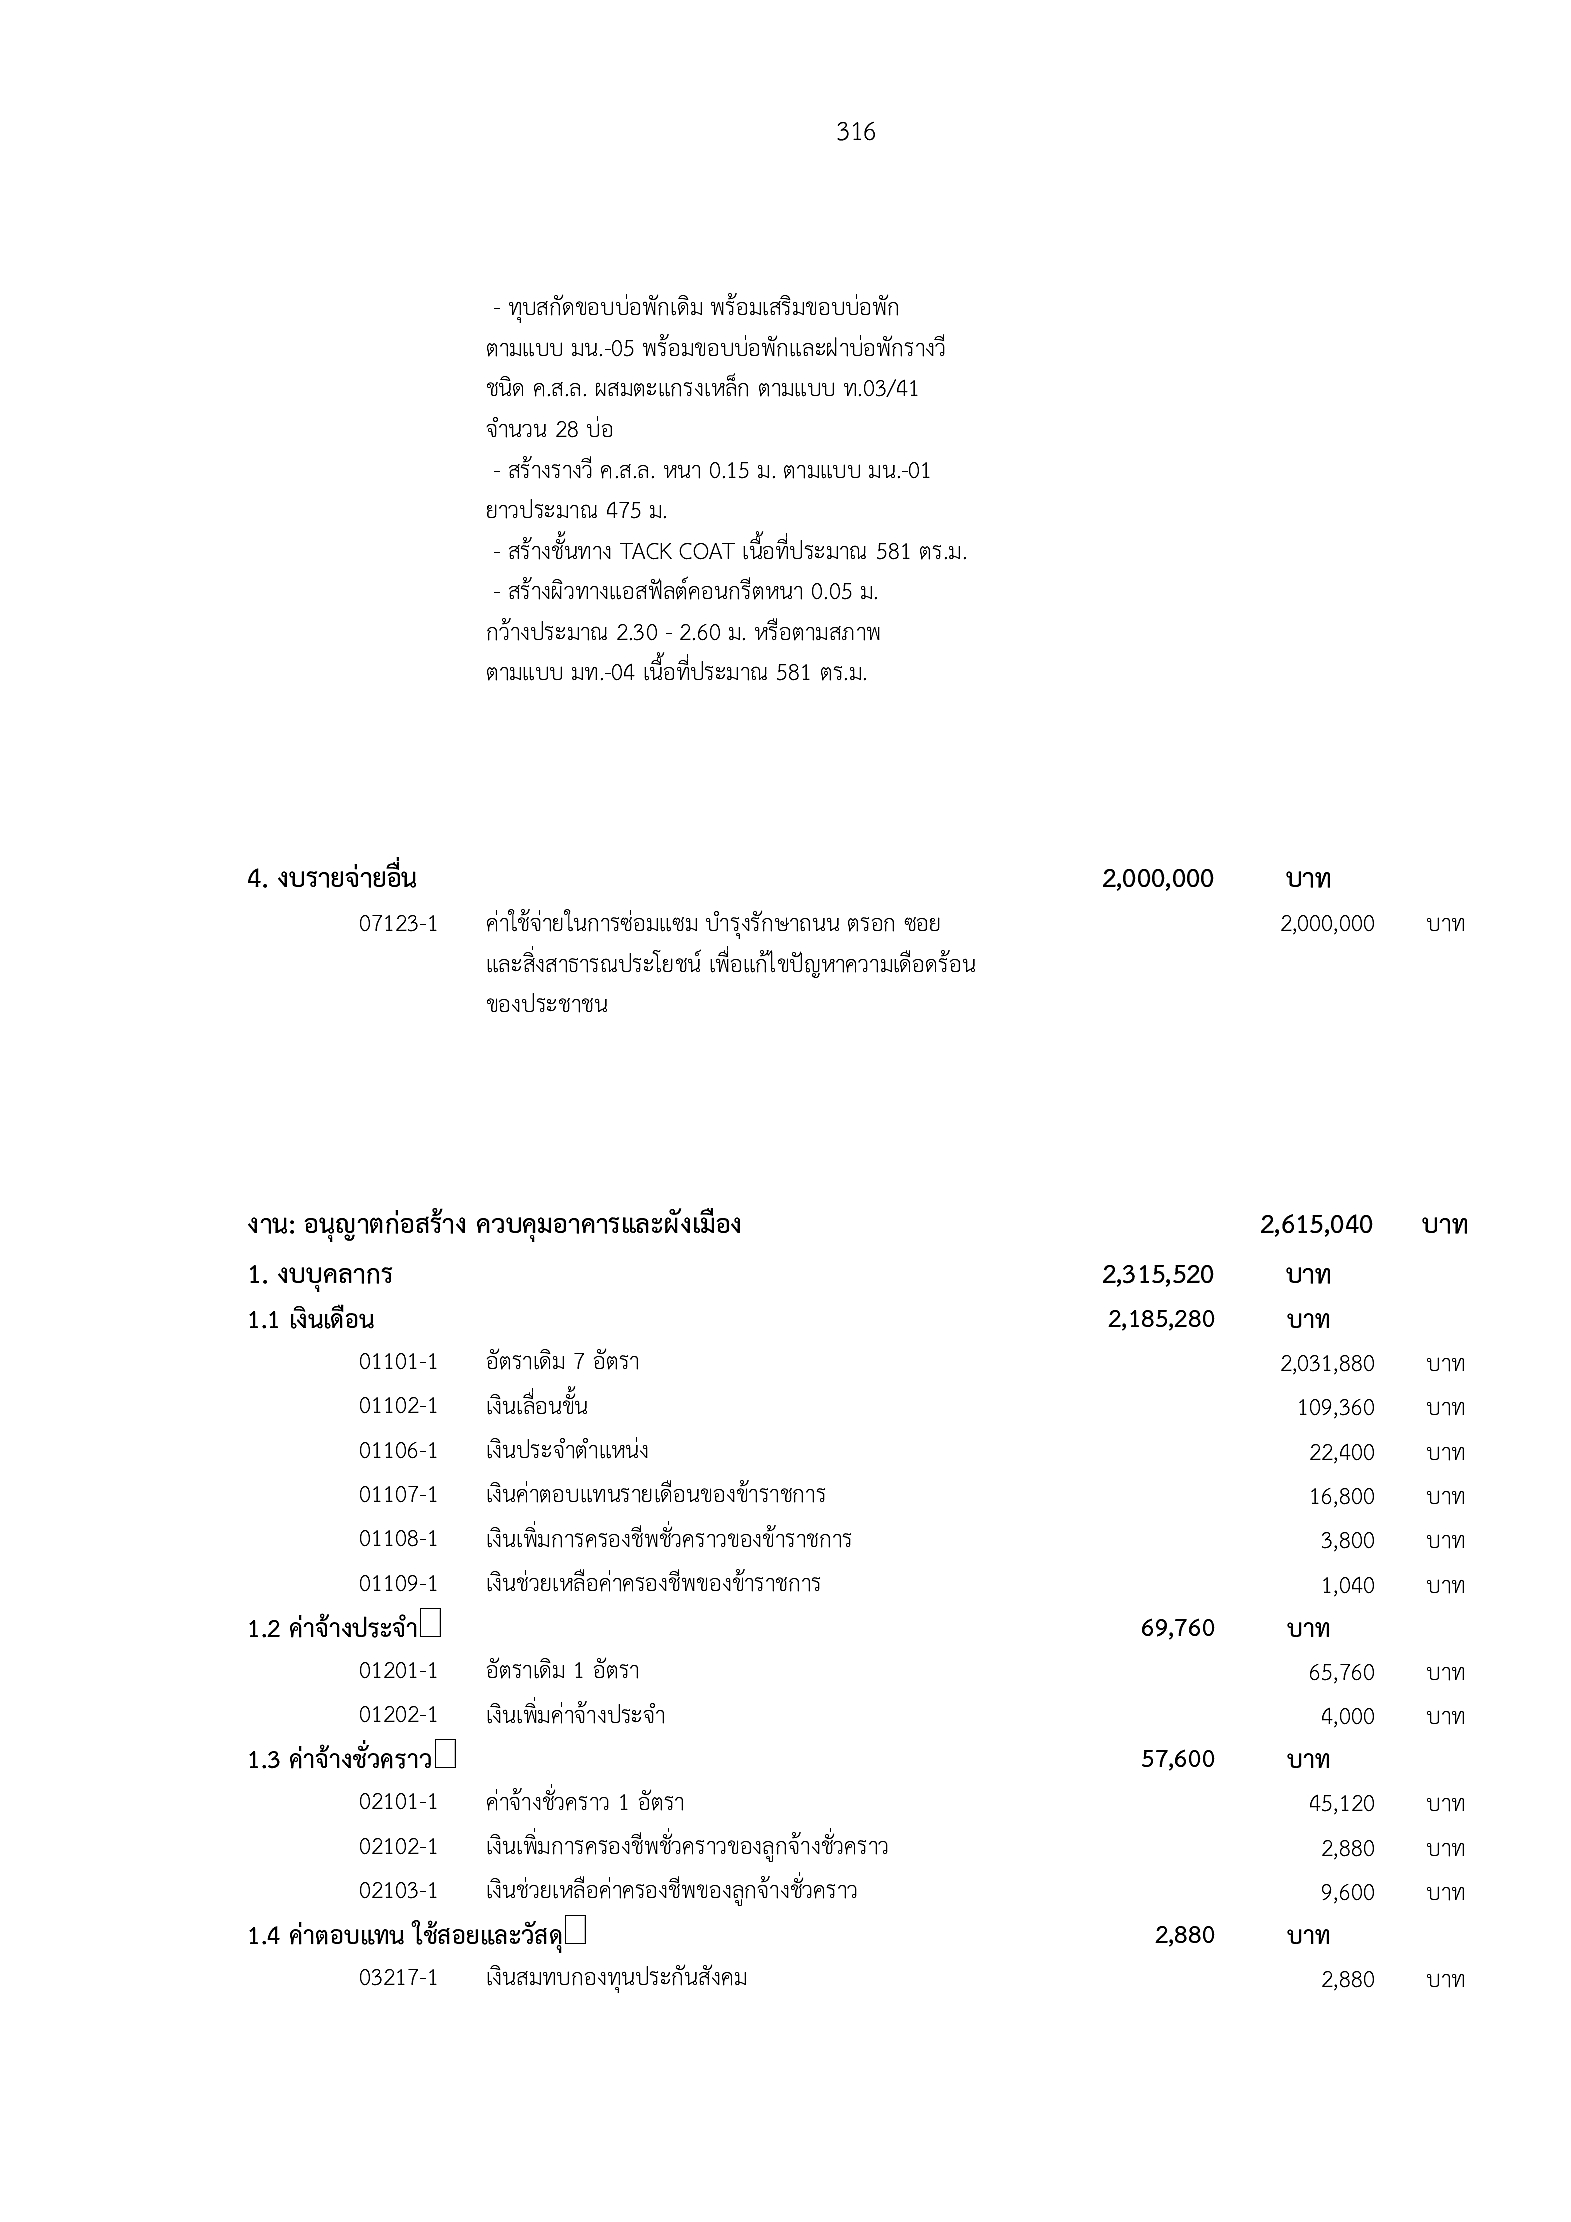 316
- ทุบสกัดขอบบ่อพักเดิม พร้อมเสริมขอบบ่อพัก
ตามแบบ มน.-05 พร้อมขอบบ่อพักและฝาบ่อพักรางวี
ชนิด ค.ส.ล. ผสมตะแกรงเหล็ก ตามแบบ ท.03/41
จำนวน 28 บ่อ
- สร้างรางวี ค.ส.ล. หนา 0.15 ม. ตามแบบ มน.-01
ยาวประมาณ 475 ม.
- สร้างชั้นทาง TACK COAT เนื้อที่ประมาณ 581 ตร.ม.
- สร้างผิวทางแอสฟัลต์คอนกรีตหนา 0.05 ม.
กว้างประมาณ 2.30 - 2.60 ม. หรือตามสภาพ
ตามแบบ มท.-04 เนื้อที่ประมาณ 581 ตร.ม.
4. งบรายจ่ายอื่น 2,000,000 บาท
07123-1 ค่าใช้จ่ายในการซ่อมแซม บำรุงรักษาถนน ตรอก ซอย 2,000,000 บาท
และสิ่งสาธารณประโยชน์ เพื่อแก้ไขปัญหาความเดือดร้อน
ของประชาชน
งาน: อนุญาตก่อสร้าง ควบคุมอาคารและผังเมือง 2,615,040 บาท
1. งบบุคลากร 2,315,520 บาท
1.1 เงินเดือน 2,185,280 บาท
01101-1 อัตราเดิม 7 อัตรา 2,031,880 บาท
01102-1 เงินเลื่อนขั้น 109,360 บาท
01106-1 เงินประจำตำแหน่ง 22,400 บาท
01107-1 เงินค่าตอบแทนรายเดือนของข้าราชการ 16,800 บาท
01108-1 เงินเพิ่มการครองชีพชั่วคราวของข้าราชการ 3,800 บาท
01109-1 เงินช่วยเหลือค่าครองชีพของข้าราชการ 1,040 บาท
1.2 ค่าจ้างประจำ 69,760 บาท
01201-1 อัตราเดิม 1 อัตรา 65,760 บาท
01202-1 เงินเพิ่มค่าจ้างประจำ 4,000 บาท
1.3 ค่าจ้างชั่วคราว 57,600 บาท
02101-1 ค่าจ้างชั่วคราว 1 อัตรา 45,120 บาท
02102-1 เงินเพิ่มการครองชีพชั่วคราวของลูกจ้างชั่วคราว 2,880 บาท
02103-1 เงินช่วยเหลือค่าครองชีพของลูกจ้างชั่วคราว 9,600 บาท
1.4 ค่าตอบแทน ใช้สอยและวัสดุ 2,880 บาท
03217-1 เงินสมทบกองทุนประกันสังคม 2,880 บาท